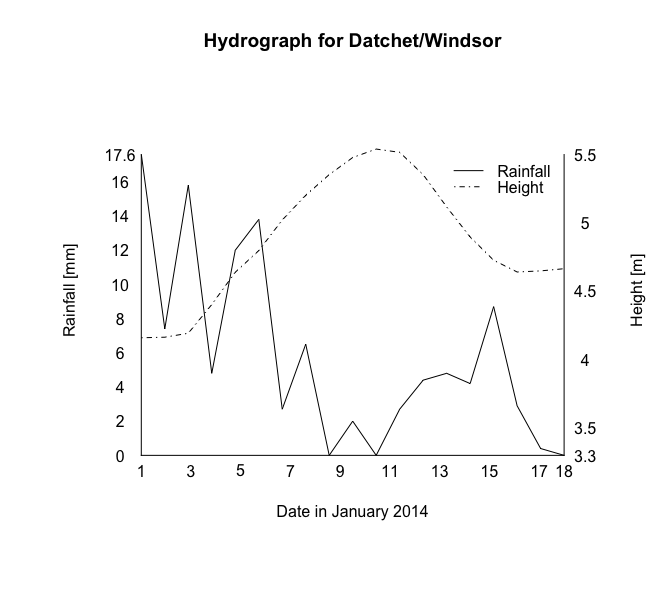 Hydrograph for Datchet/Windsor
17.6
16
14
12
10
8
6
4
2
0
Rainfall [mm]
Rainfall
Height
5.5
5
4.5
4
3.5
3.3
Height [m]
1 3 5 7 9 11 13 15 17 18
Date in January 2014